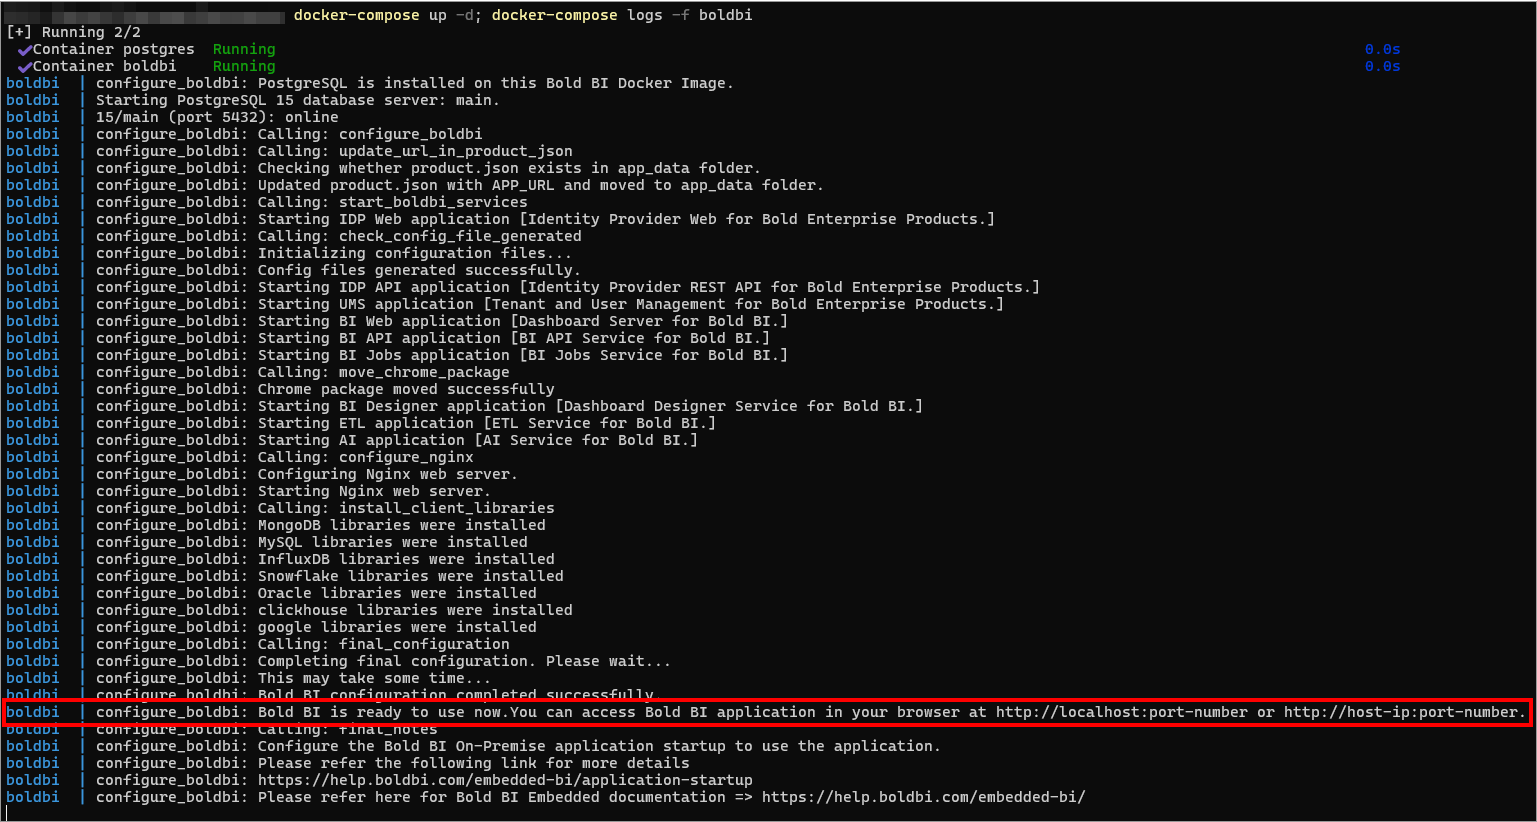 docker-compose up -d; docker-compose logs -f boldbi
[+] Running 2/2
✔Container postgres  Running 0.0s
✔Container boldbi    Running 0.0s
boldbi  | configure_boldbi: PostgreSQL is installed on this Bold BI Docker Image.
boldbi  | Starting PostgreSQL 15 database server: main.
boldbi  | 15/main (port 5432): online
boldbi  | configure_boldbi: Calling: configure_boldbi
boldbi  | configure_boldbi: Calling: update_url_in_product_json
boldbi  | configure_boldbi: Checking whether product.json exists in app_data folder.
boldbi  | configure_boldbi: Updated product.json with APP_URL and moved to app_data folder.
boldbi  | configure_boldbi: Calling: start_boldbi_services
boldbi  | configure_boldbi: Starting IDP Web application [Identity Provider Web for Bold Enterprise Products.]
boldbi  | configure_boldbi: Calling: check_config_file_generated
boldbi  | configure_boldbi: Initializing configuration files...
boldbi  | configure_boldbi: Config files generated successfully.
boldbi  | configure_boldbi: Starting IDP API application [Identity Provider REST API for Bold Enterprise Products.]
boldbi  | configure_boldbi: Starting UMS application [Tenant and User Management for Bold Enterprise Products.]
boldbi  | configure_boldbi: Starting BI Web application [Dashboard Server for Bold BI.]
boldbi  | configure_boldbi: Starting BI API application [BI API Service for Bold BI.]
boldbi  | configure_boldbi: Starting BI Jobs application [BI Jobs Service for Bold BI.]
boldbi  | configure_boldbi: Calling: move_chrome_package
boldbi  | configure_boldbi: Chrome package moved successfully
boldbi  | configure_boldbi: Starting BI Designer application [Dashboard Designer Service for Bold BI.]
boldbi  | configure_boldbi: Starting ETL application [ETL Service for Bold BI.]
boldbi  | configure_boldbi: Starting AI application [AI Service for Bold BI.]
boldbi  | configure_boldbi: Calling: configure_nginx
boldbi  | configure_boldbi: Configuring Nginx web server.
boldbi  | configure_boldbi: Starting Nginx web server.
boldbi  | configure_boldbi: Calling: install_client_libraries
boldbi  | configure_boldbi: MongoDB libraries were installed
boldbi  | configure_boldbi: MySQL libraries were installed
boldbi  | configure_boldbi: InfluxDB libraries were installed
boldbi  | configure_boldbi: Snowflake libraries were installed
boldbi  | configure_boldbi: Oracle libraries were installed
boldbi  | configure_boldbi: clickhouse libraries were installed
boldbi  | configure_boldbi: google libraries were installed
boldbi  | configure_boldbi: Calling: final_configuration
boldbi  | configure_boldbi: Completing final configuration. Please wait...
boldbi  | configure_boldbi: This may take some time...
boldbi  | configure_boldbi: Bold BI configuration completed successfully.
boldbi  | configure_boldbi: Bold BI is ready to use now.You can access Bold BI application in your browser at http://localhost:port-number or http://host-ip:port-number.
boldbi  | configure_boldbi: Calling: final_notes
boldbi  | configure_boldbi: Configure the Bold BI On-Premise application startup to use the application.
boldbi  | configure_boldbi: Please refer the following link for more details
boldbi  | configure_boldbi: https://help.boldbi.com/embedded-bi/application-startup
boldbi  | configure_boldbi: Please refer here for Bold BI Embedded documentation => https://help.boldbi.com/embedded-bi/